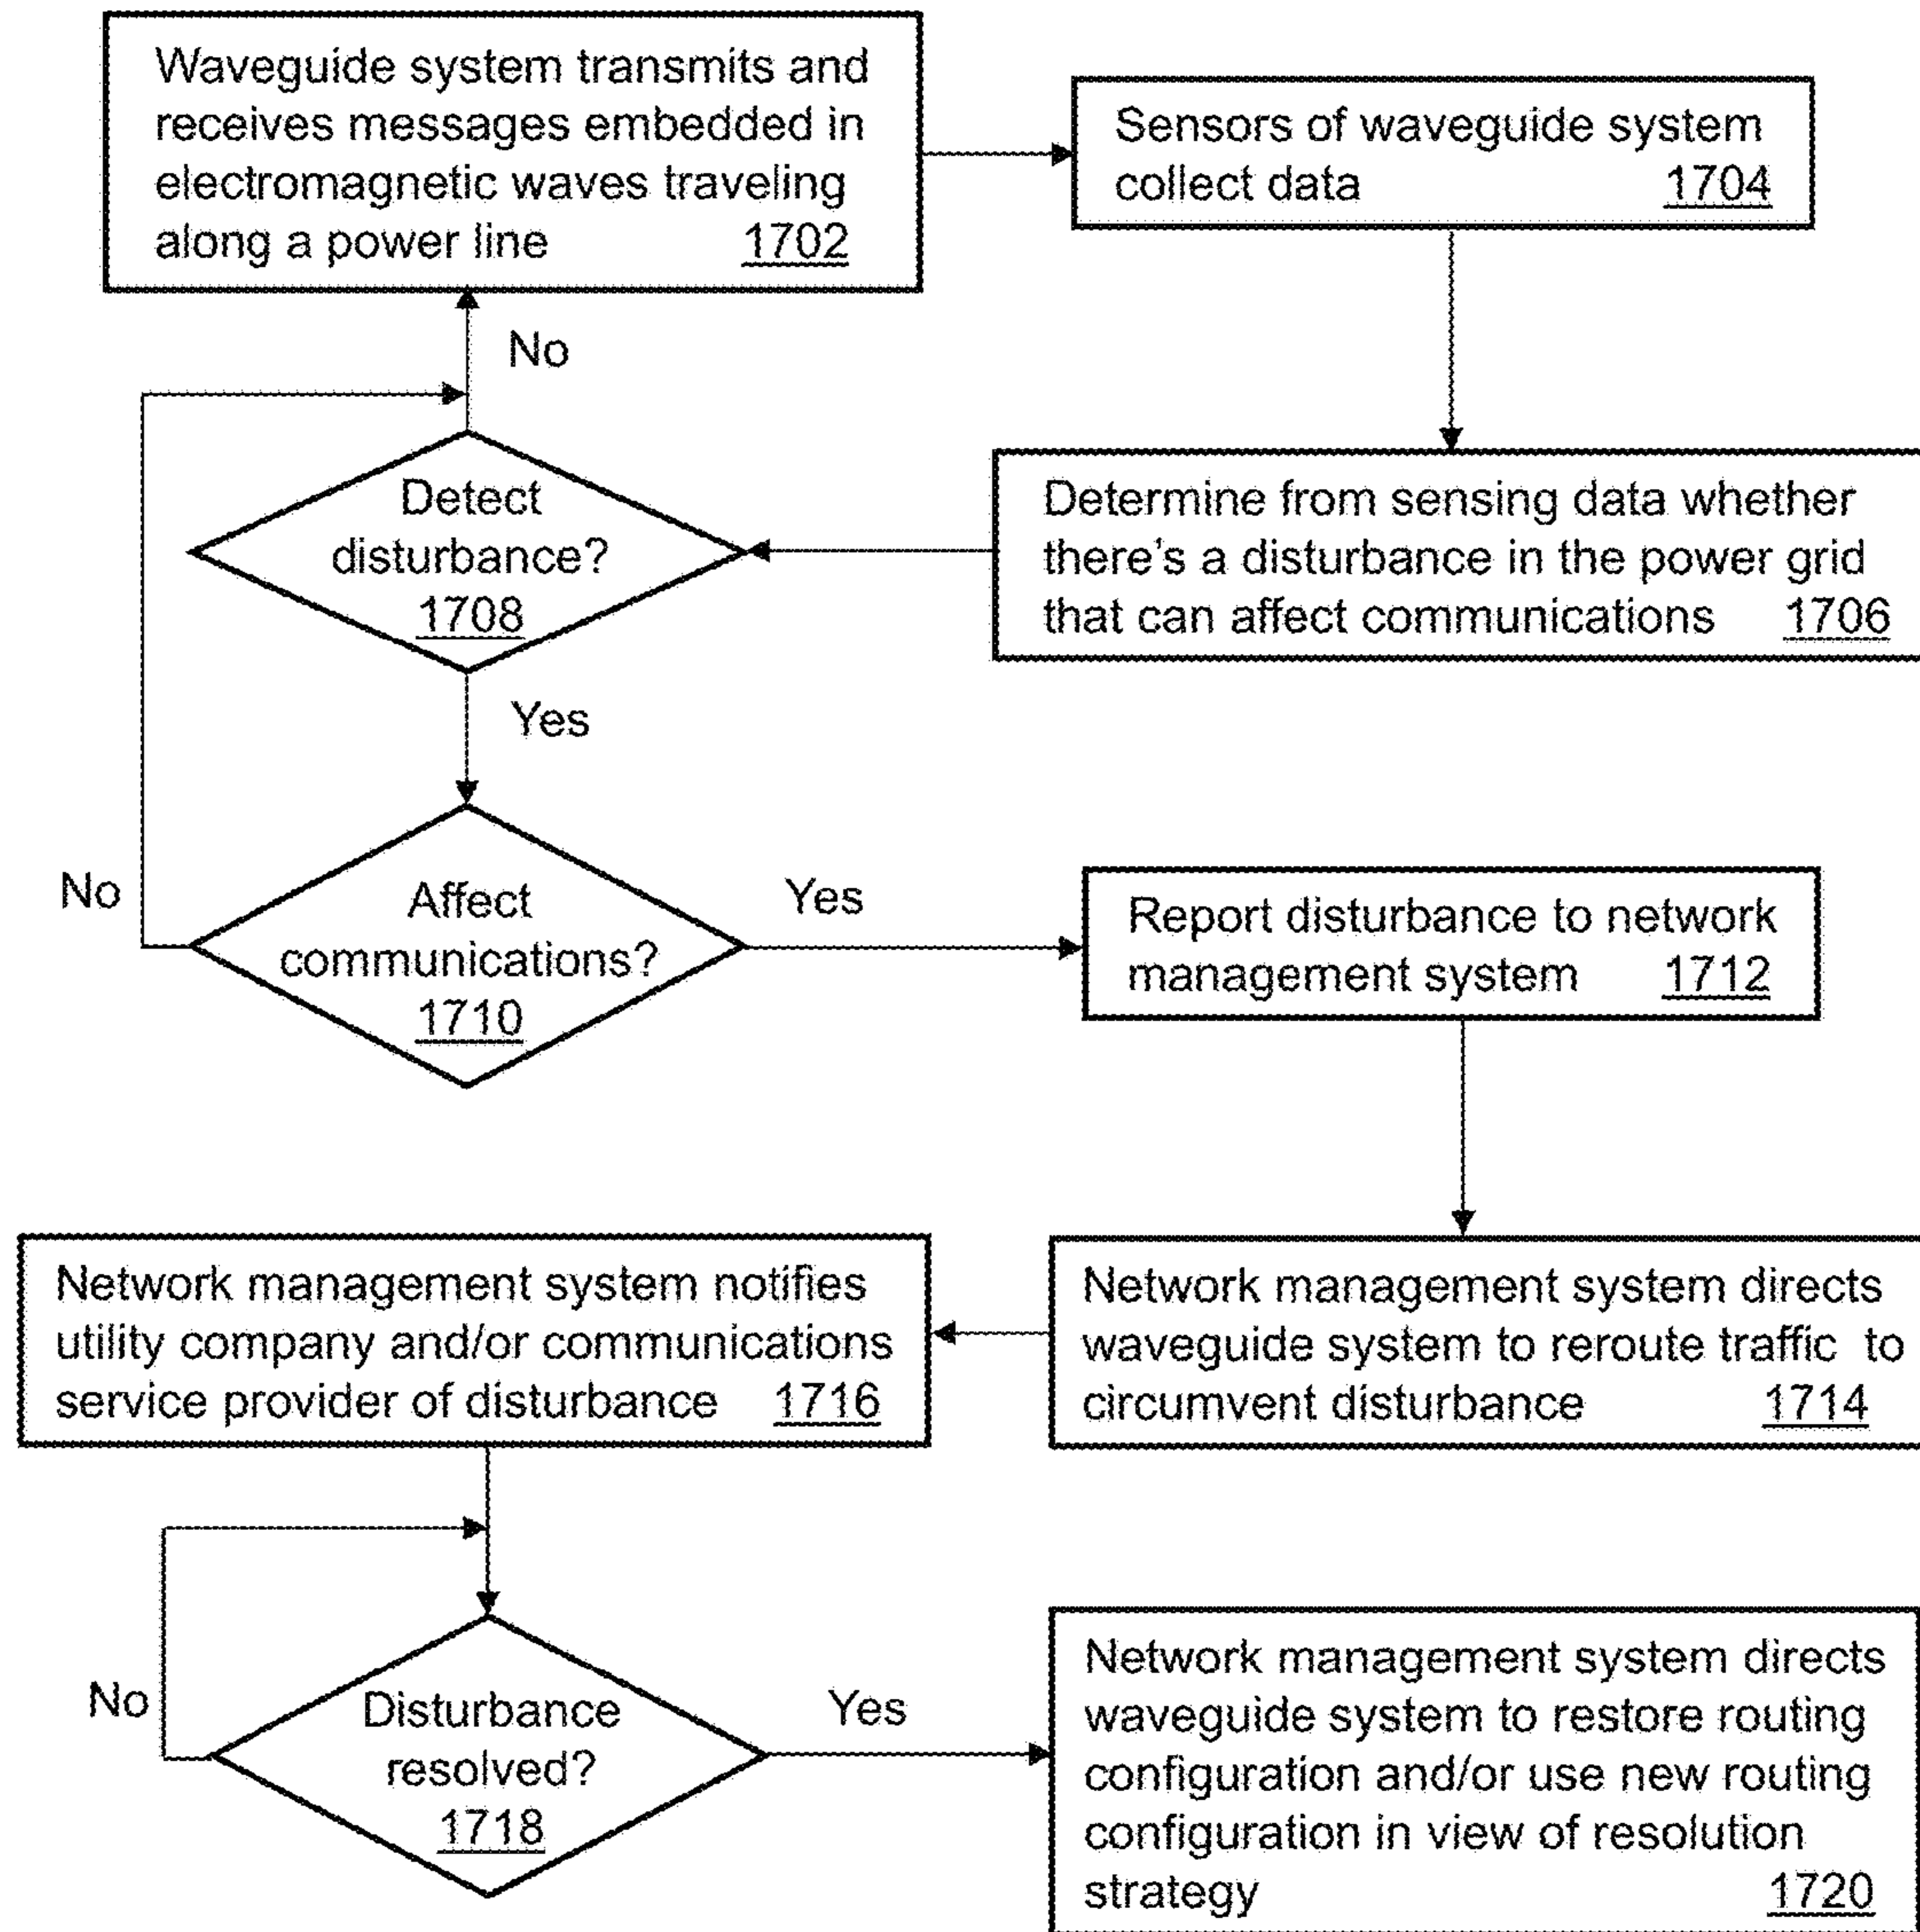 Waveguide system transmits and
receives messages embedded in
electromagnetic waves traveling
along a power line 1702
Sensors of waveguide system
collect data 1704
No
Detect
disturbance?
1708
Determine from sensing data whether
there's a disturbance in the power grid
that can affect communications 1706
Yes
No
Affect
communications?
1710
Yes
Report disturbance to network
management system 1712
Network management system notifies
utility company and/or communications
service provider of disturbance 1716
Network management system directs
waveguide system to reroute traffic to
circumvent disturbance 1714
No
Disturbance
resolved?
1718
Yes
Network management system directs
waveguide system to restore routing
configuration and/or use new routing
configuration in view of resolution
strategy 1720